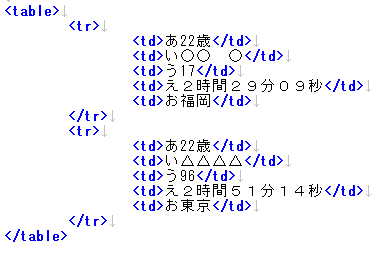 <table>
<tr>
<td>あ22歳</td>
<td>い○○　○</td>
<td>う17</td>
<td>え２時間２９分０９秒</td>
<td>お福岡</td>
</tr>
<tr>
<td>あ22歳</td>
<td>い△△△△</td>
<td>う96</td>
<td>え２時間５１分１４秒</td>
<td>お東京</td>
</tr>
</table>